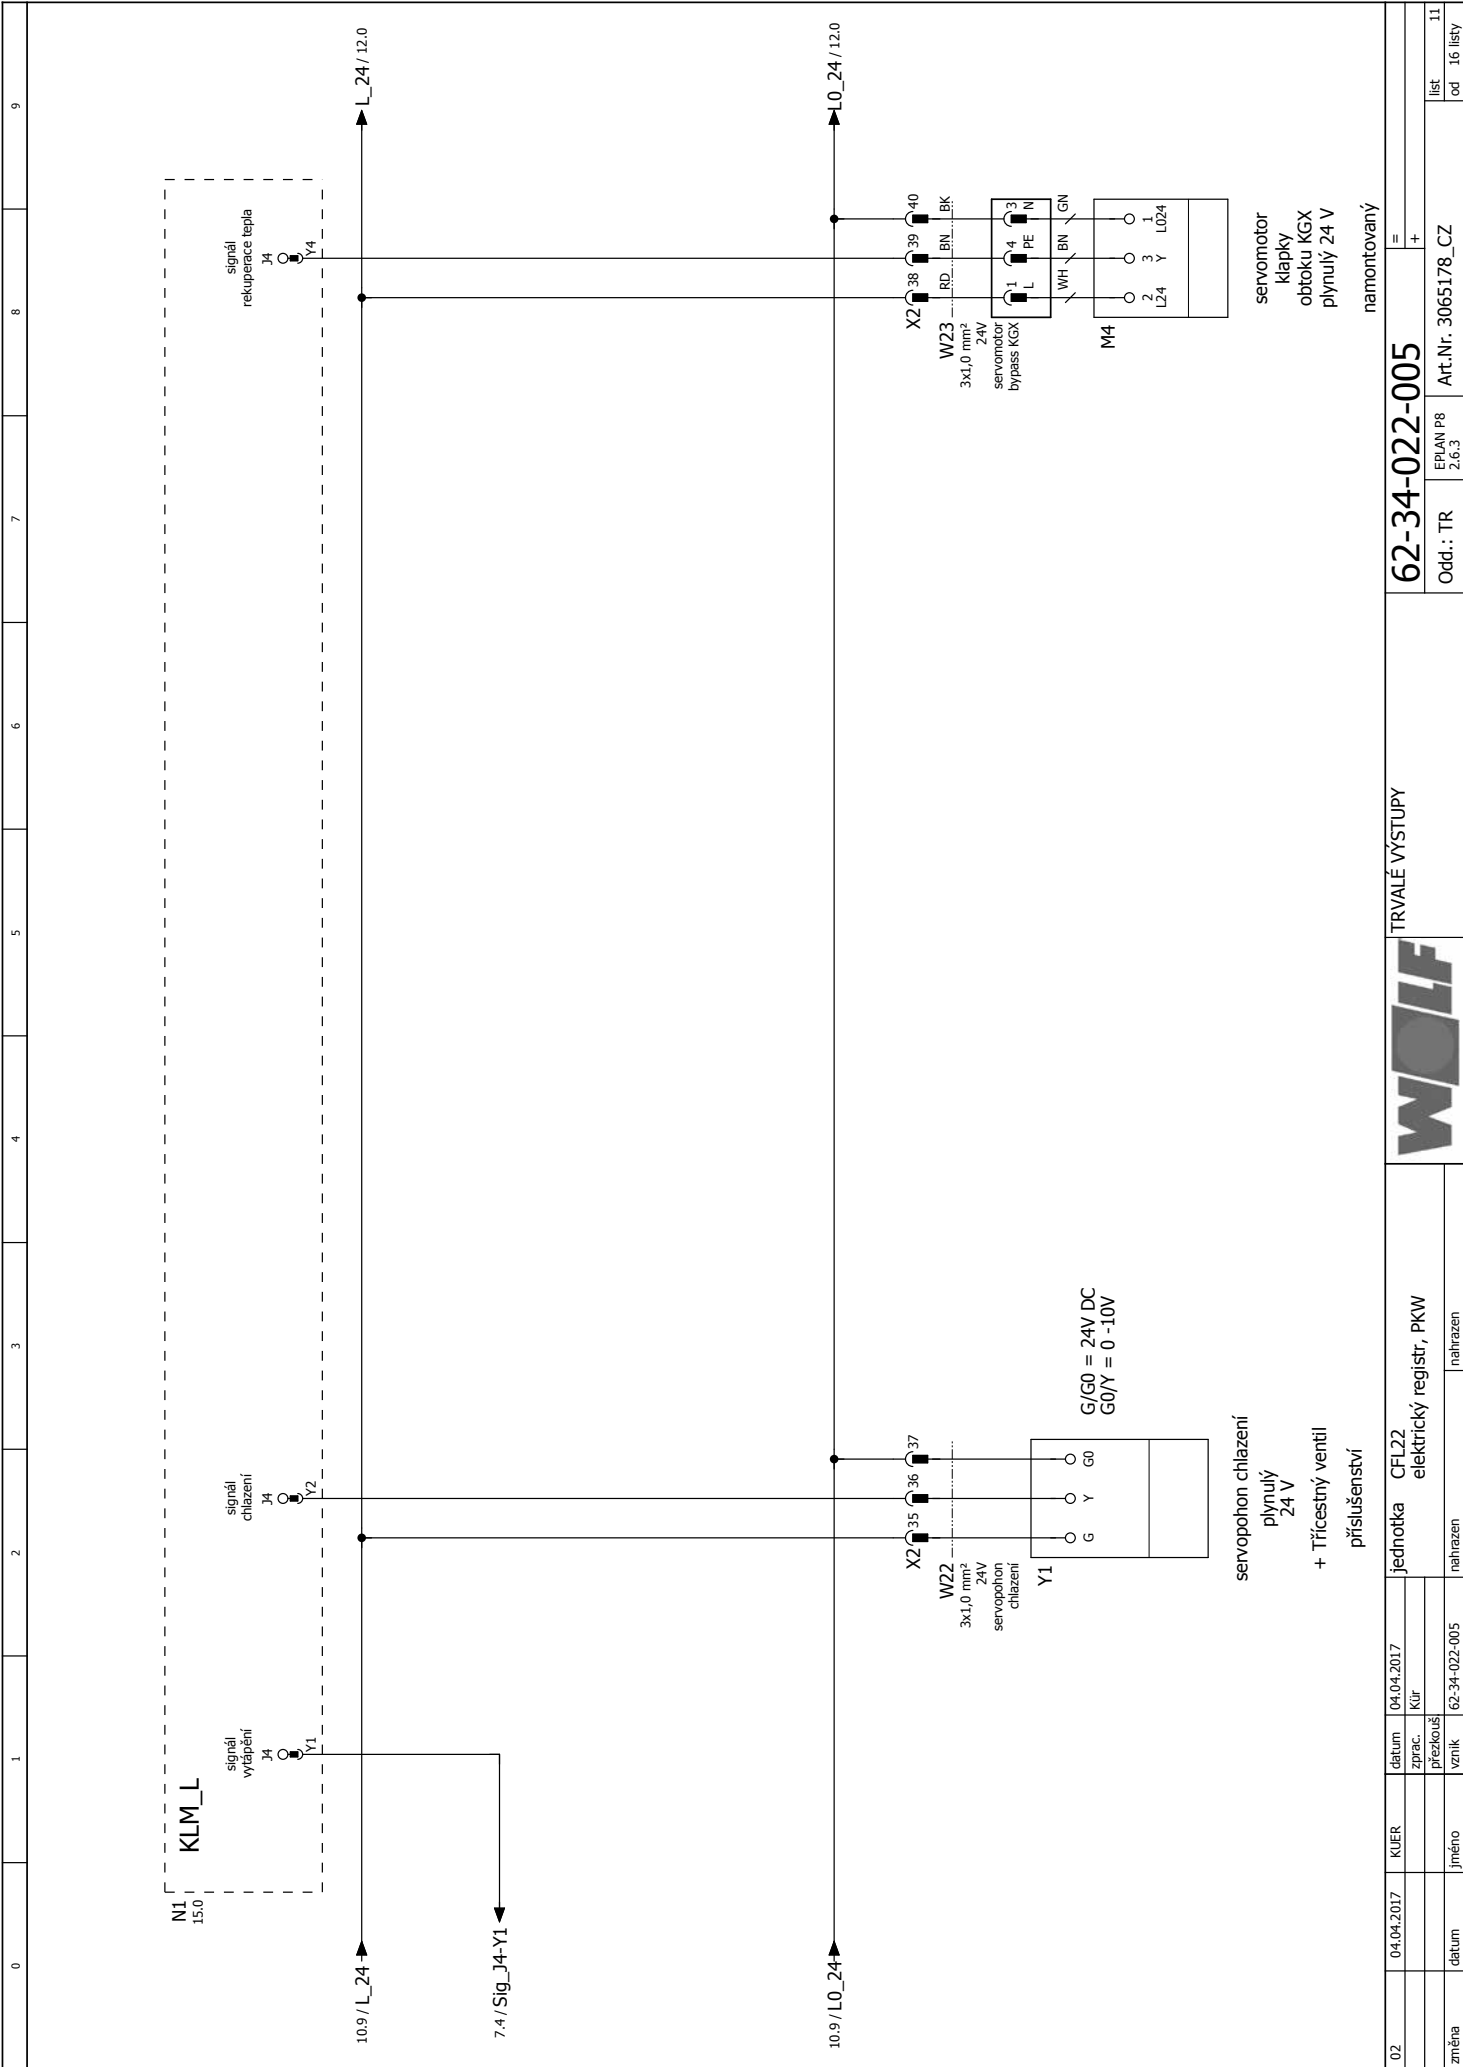 0 1 2 3 4 5 6 7 8 9
N1
15.0
KLM_L
signál
vytápění
J4
Y1
signál
chlazení
J4
Y2
signál
rekuperace tepla
J4
Y4
10.9 / L_24
L_24 / 12.0
7.4 / Sig_J4-Y1
10.9 / L0_24
L0_24 / 12.0
X2 35 36 37
W22
3x1,0 mm²
24V
servopohon
chlazení
Y1
G Y G0
G/G0 = 24V DC
G0/Y = 0 -10V
servopohon chlazení
plynulý
24 V
+ Třícestný ventil
příslušenství
X2 38 39 40
RD BN BK
W23
3x1,0 mm²
24V
servomotor
bypass KGX
1 4 3
L PE N
WH BN GN
M4
2 3 1
L24 Y L024
servomotor
klapky
obtoku KGX
plynulý 24 V
namontovaný
02 04.04.2017 KUER
změna datum jméno
datum 04.04.2017
zprac. Kür
přezkouš.
vznik 62-34-022-005
jednotka CFL22
elektrický registr, PKW
nahrazen nahrazen
WOLF
TRVALÉ VÝSTUPY
62-34-022-005
=
+
Odd.: TR
EPLAN P8
2.6.3
Art.Nr. 3065178_CZ
list 11
od 16 listy